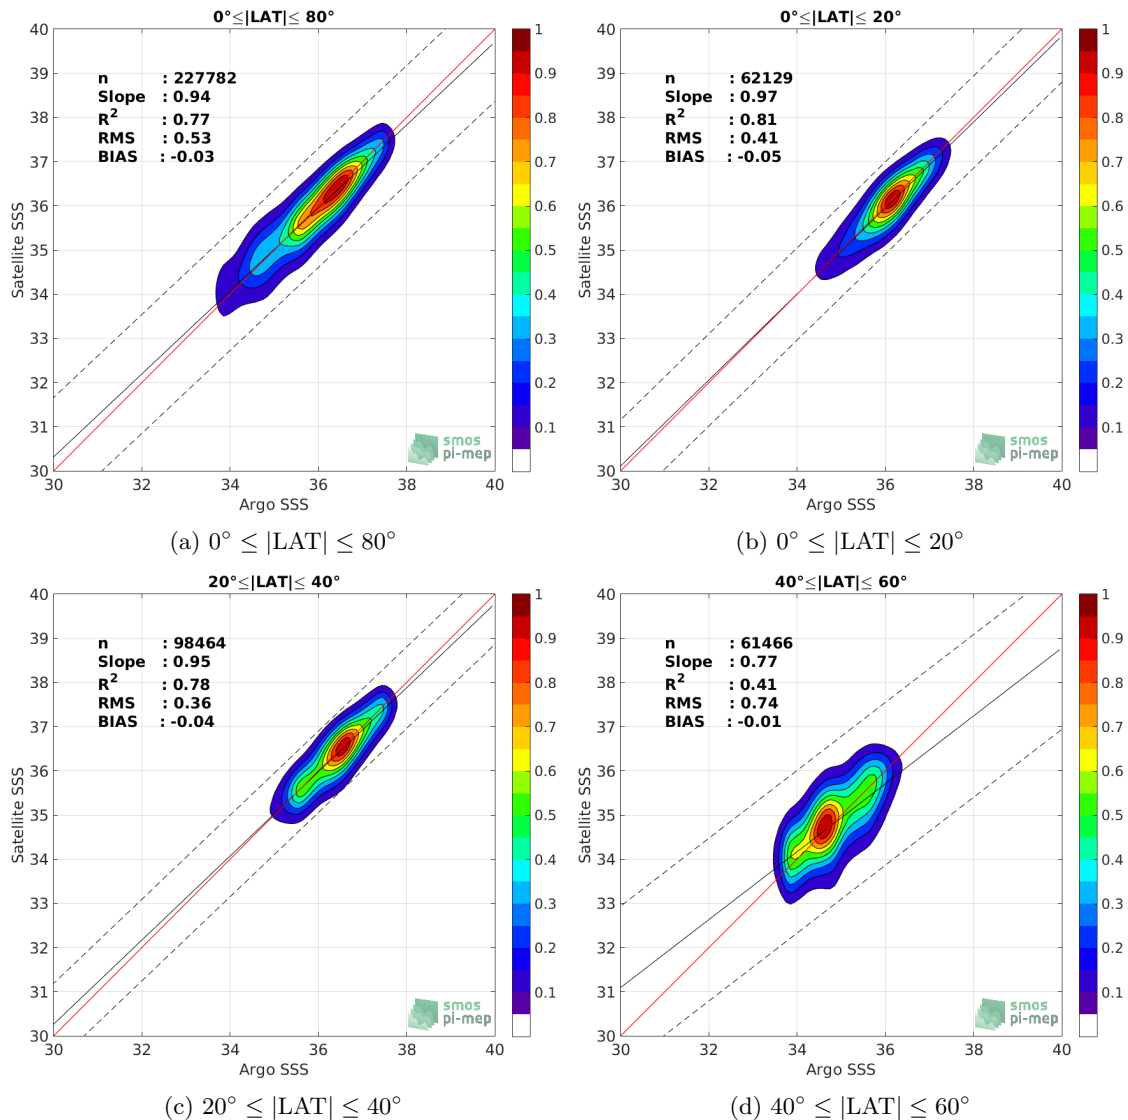 0°≤|LAT|≤ 80°
40
39
38
37
36
35
34
33
32
31
30
Satellite SSS
n : 227782
Slope : 0.94
R2 : 0.77
RMS : 0.53
BIAS : -0.03
smos
pi-mep
30 32 34 36 38 40
Argo SSS
1
0.9
0.8
0.7
0.6
0.5
0.4
0.3
0.2
0.1
(a) 0° ≤ |LAT| ≤ 80°
0°≤|LAT|≤ 20°
40
39
38
37
36
35
34
33
32
31
30
Satellite SSS
n : 62129
Slope : 0.97
R2 : 0.81
RMS : 0.41
BIAS : -0.05
smos
pi-mep
30 32 34 36 38 40
Argo SSS
1
0.9
0.8
0.7
0.6
0.5
0.4
0.3
0.2
0.1
(b) 0° ≤ |LAT| ≤ 20°
20°≤|LAT|≤ 40°
40
39
38
37
36
35
34
33
32
31
30
Satellite SSS
n : 98464
Slope : 0.95
R2 : 0.78
RMS : 0.36
BIAS : -0.04
smos
pi-mep
30 32 34 36 38 40
Argo SSS
1
0.9
0.8
0.7
0.6
0.5
0.4
0.3
0.2
0.1
(c) 20° ≤ |LAT| ≤ 40°
40°≤|LAT|≤ 60°
40
39
38
37
36
35
34
33
32
31
30
Satellite SSS
n : 61466
Slope : 0.77
R2 : 0.41
RMS : 0.74
BIAS : -0.01
smos
pi-mep
30 32 34 36 38 40
Argo SSS
1
0.9
0.8
0.7
0.6
0.5
0.4
0.3
0.2
0.1
(d) 40° ≤ |LAT| ≤ 60°